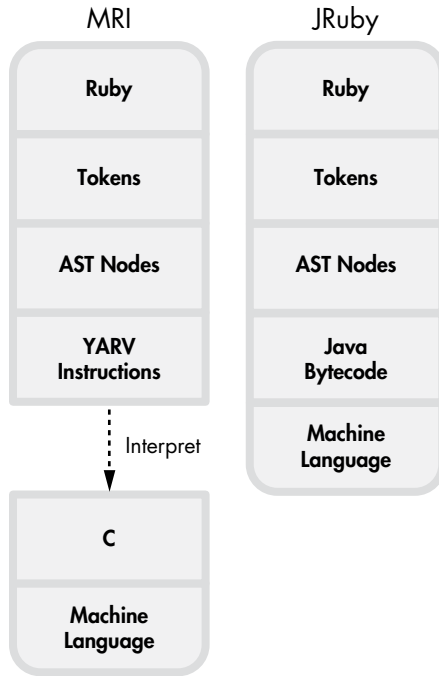 MRI
Ruby
Tokens
AST Nodes
YARV
Instructions
Interpret
C
Machine
Language
JRuby
Ruby
Tokens
AST Nodes
Java
Bytecode
Machine
Language